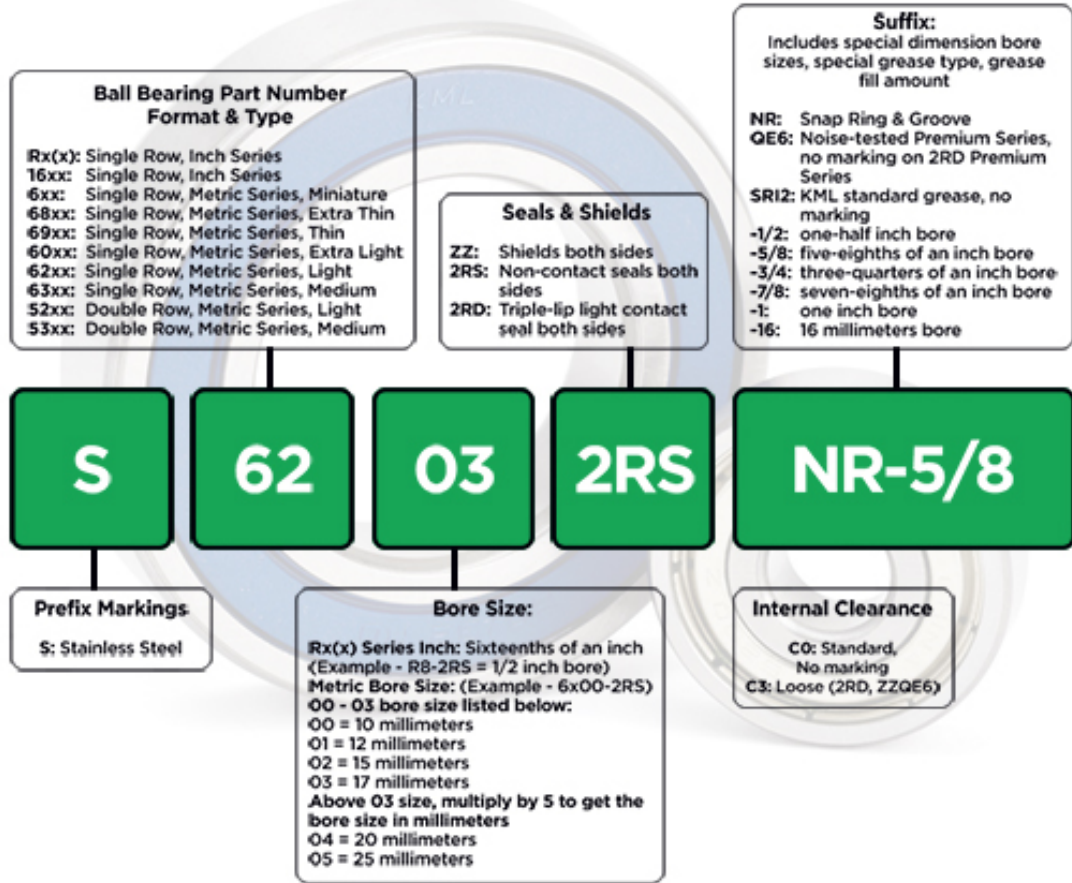 Ball Bearing Part Number
Format & Type
Rx(x): Single Row, Inch Series
16xx: Single Row, Inch Series
6xx: Single Row, Metric Series, Miniature
68xx: Single Row, Metric Series, Extra Thin
69xx: Single Row, Metric Series, Thin
60xx: Single Row, Metric Series, Extra Light
62xx: Single Row, Metric Series, Light
63xx: Single Row, Metric Series, Medium
52xx: Double Row, Metric Series, Light
53xx: Double Row, Metric Series, Medium
KML
Seals & Shields
ZZ: Shields both sides
2RS: Non-contact seals both
sides
2RD: Triple-lip light contact
seal both sides
Suffix:
Includes special dimension bore
sizes, special grease type, grease
fill amount
NR: Snap Ring & Groove
QE6: Noise-tested Premium Series,
no marking on 2RD Premium
Series
SRI2: KML standard grease, no
marking
-1/2: one-half inch bore
-5/8: five-eighths of an inch bore
-3/4: three-quarters of an inch bore
-7/8: seven-eighths of an inch bore
-1: one inch bore
-16: 16 millimeters bore
S 62 03 2RS NR-5/8
Prefix Markings
S: Stainless Steel
Bore Size:
Rx(x) Series Inch: Sixteenths of an inch
(Example - R8-2RS = 1/2 inch bore)
Metric Bore Size: (Example - 6x00-2RS)
00 - 03 bore size listed below:
00 = 10 millimeters
01 = 12 millimeters
02 = 15 millimeters
03 = 17 millimeters
Above 03 size, multiply by 5 to get the
bore size in millimeters
04 = 20 millimeters
05 = 25 millimeters
Internal Clearance
C0: Standard,
No marking
C3: Loose (2RD, ZZQE6)